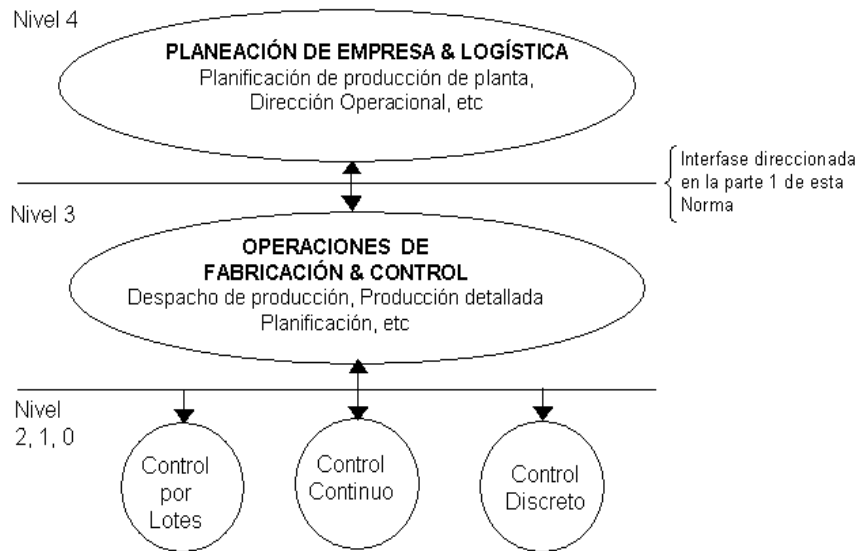 Nivel 4
PLANEACIÓN DE EMPRESA & LOGÍSTICA
Planificación de producción de planta,
Dirección Operacional, etc
Interfase direccionada
en la parte 1 de esta
Norma
Nivel 3
OPERACIONES DE
FABRICACIÓN & CONTROL
Despacho de producción, Producción detallada
Planificación, etc
Nivel
2, 1, 0
Control
por
Lotes
Control
Continuo
Control
Discreto